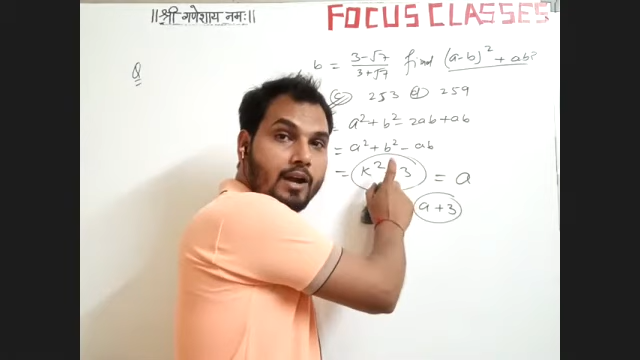 ||श्री गणेशाय नमः||
FOCUS CLASSES
Q
b = 3-√7 / 3+√7 find (a-b)² + ab?
(c) 253 (d) 259
= a² + b² - 2ab + ab
= a² + b² - ab
= k² - 3 = a
a + 3